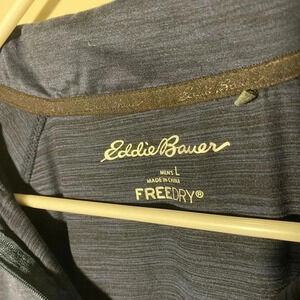 Eddie Bauer
MEN'S L
MADE IN CHINA
FREEDRY®